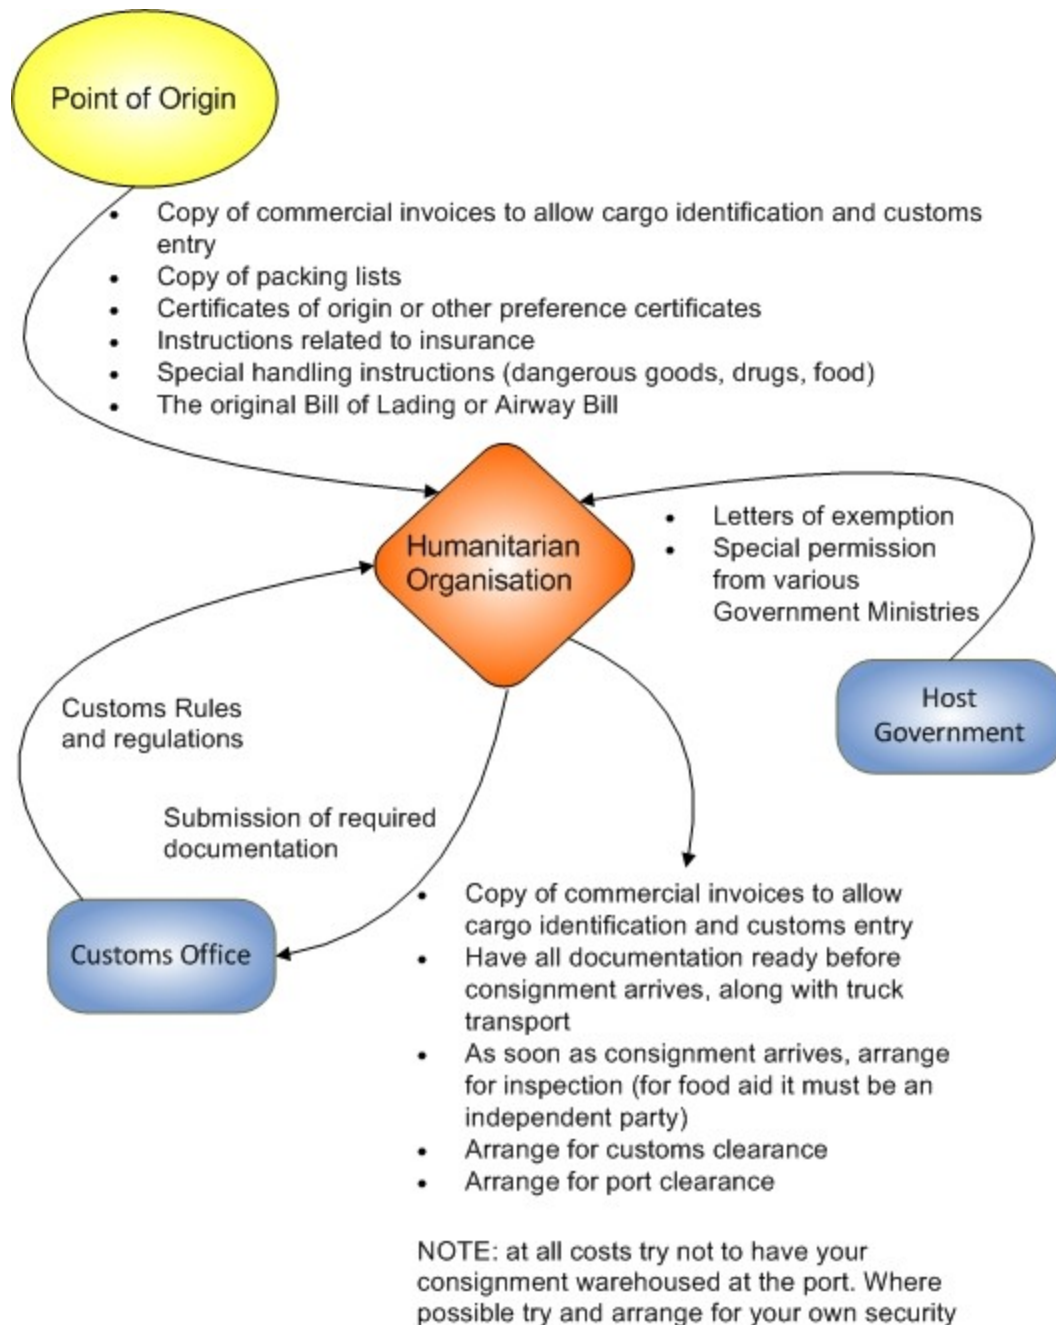 Point of Origin
• Copy of commercial invoices to allow cargo identification and customs
entry
• Copy of packing lists
• Certificates of origin or other preference certificates
• Instructions related to insurance
• Special handling instructions (dangerous goods, drugs, food)
• The original Bill of Lading or Airway Bill
Humanitarian
Organisation
• Letters of exemption
• Special permission
from various
Government Ministries
Host
Government
Customs Rules
and regulations
Submission of required
documentation
Customs Office
• Copy of commercial invoices to allow
cargo identification and customs entry
• Have all documentation ready before
consignment arrives, along with truck
transport
• As soon as consignment arrives, arrange
for inspection (for food aid it must be an
independent party)
• Arrange for customs clearance
• Arrange for port clearance
NOTE: at all costs try not to have your
consignment warehoused at the port. Where
possible try and arrange for your own security